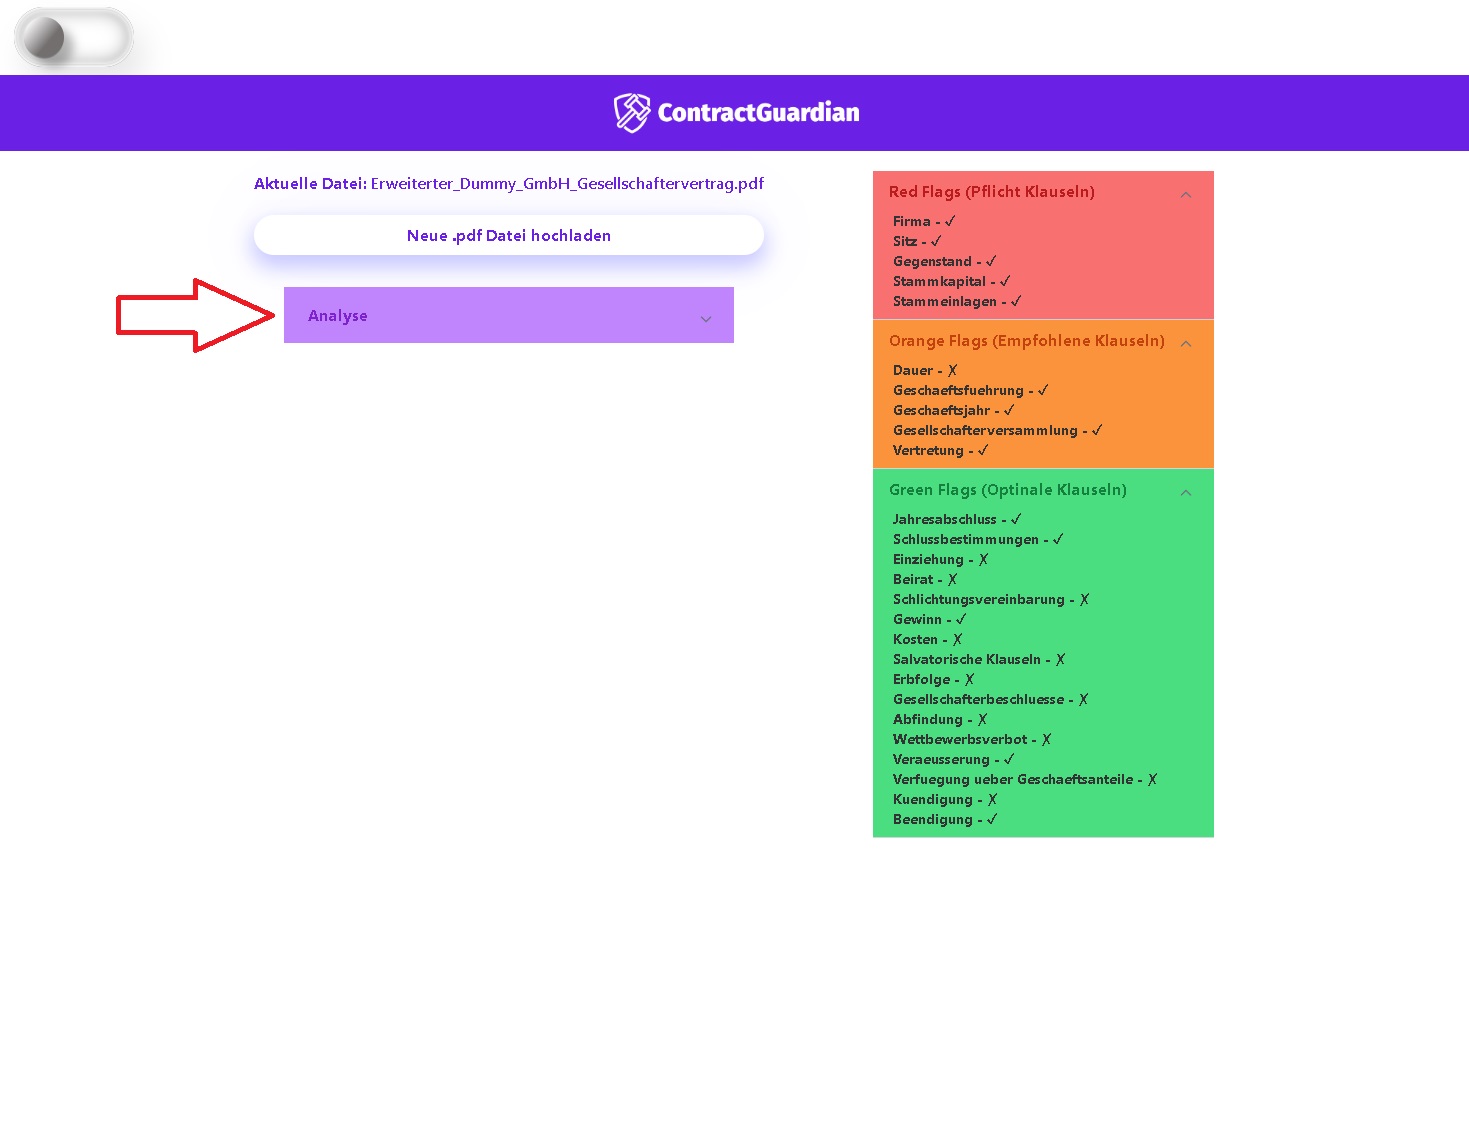 ContractGuardian
Aktuelle Datei: Erweiterter_Dummy_GmbH_Gesellschaftervertrag.pdf
Neue .pdf Datei hochladen
Analyse
Red Flags (Pflicht Klauseln)
Firma - ✓
Sitz - ✓
Gegenstand - ✓
Stammkapital - ✓
Stammeinlagen - ✓
Orange Flags (Empfohlene Klauseln)
Dauer - ✗
Geschaeftsfuehrung - ✓
Geschaeftsjahr - ✓
Gesellschafterversammlung - ✓
Vertretung - ✓
Green Flags (Optinale Klauseln)
Jahresabschluss - ✓
Schlussbestimmungen - ✓
Einziehung - ✗
Beirat - ✗
Schlichtungsvereinbarung - ✗
Gewinn - ✓
Kosten - ✗
Salvatorische Klauseln - ✗
Erbfolge - ✗
Gesellschafterbeschluesse - ✗
Abfindung - ✗
Wettbewerbsverbot - ✗
Veraeusserung - ✓
Verfuegung ueber Geschaeftsanteile - ✗
Kuendigung - ✗
Beendigung - ✓